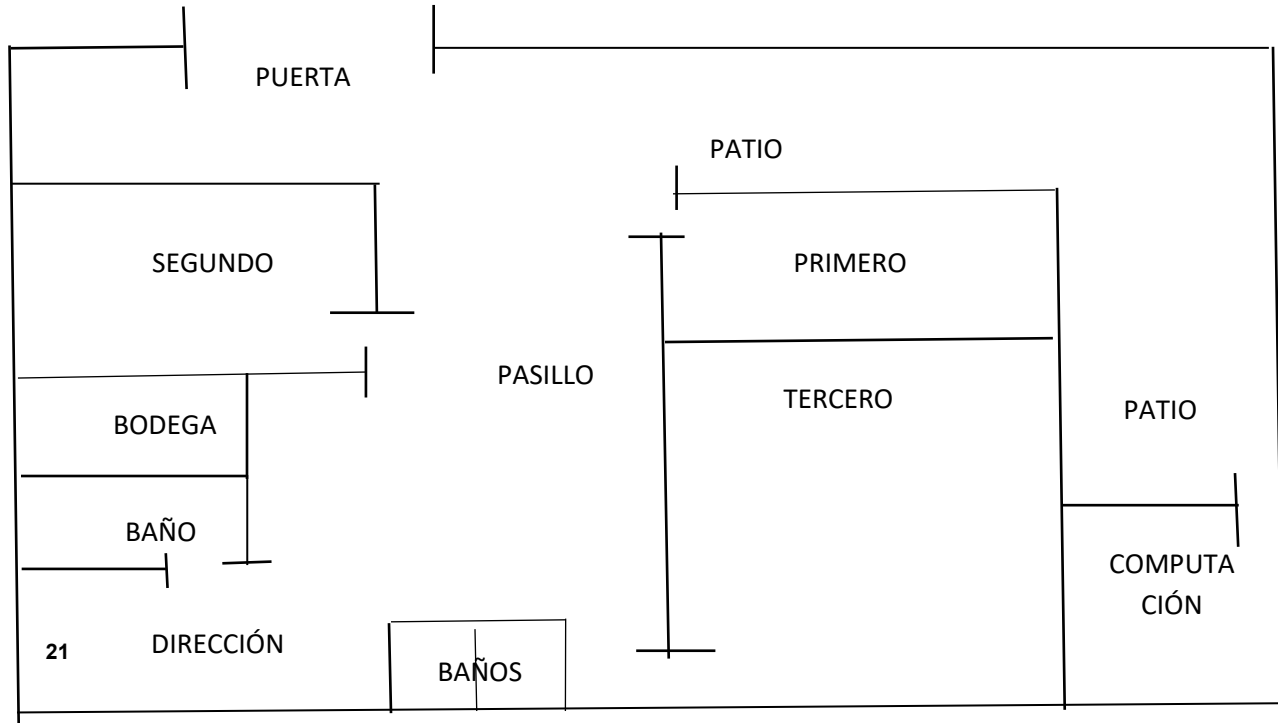 PUERTA
PATIO
SEGUNDO
PRIMERO
PASILLO
TERCERO
PATIO
BODEGA
BAÑO
COMPUTA
CIÓN
21
DIRECCIÓN
BAÑOS